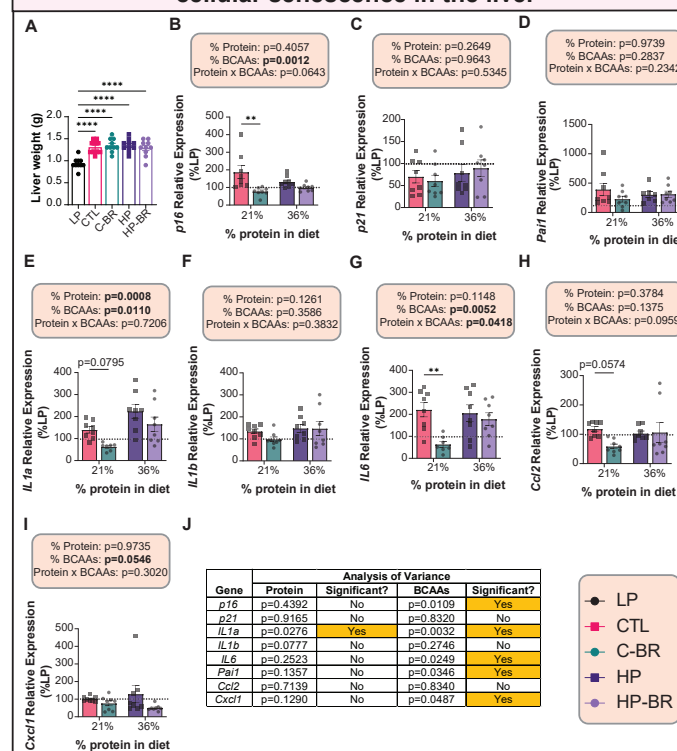 cellular senescence in the liver
A
****
****
****
****
Liver weight (g)
2.0
1.5
1.0
0.5
0.0
LP
CTL
C-BR
HP
HP-BR
B
% Protein: p=0.4057
% BCAAs: p=0.0012
Protein x BCAAs: p=0.0643
p16 Relative Expression
(%LP)
500
400
300
200
100
0
**
21%
36%
% protein in diet
C
% Protein: p=0.2649
% BCAAs: p=0.9643
Protein x BCAAs: p=0.5345
p21 Relative Expression
(%LP)
200
150
100
50
0
21%
36%
% protein in diet
D
% Protein: p=0.9739
% BCAAs: p=0.2837
Protein x BCAAs: p=0.2342
Pai1 Relative Expression
(%LP)
1500
1000
500
0
21%
36%
% protein in diet
E
% Protein: p=0.0008
% BCAAs: p=0.0110
Protein x BCAAs: p=0.7206
IL1a Relative Expression
(%LP)
400
300
200
100
0
p=0.0795
21%
36%
% protein in diet
F
% Protein: p=0.1261
% BCAAs: p=0.3586
Protein x BCAAs: p=0.3832
IL1b Relative Expression
(%LP)
400
300
200
100
0
21%
36%
% protein in diet
G
% Protein: p=0.1148
% BCAAs: p=0.0052
Protein x BCAAs: p=0.0418
IL6 Relative Expression
(%LP)
400
300
200
100
0
**
21%
36%
% protein in diet
H
% Protein: p=0.3784
% BCAAs: p=0.1375
Protein x BCAAs: p=0.0959
Ccl2 Relative Expression
(%LP)
300
200
100
0
p=0.0574
21%
36%
% protein in diet
I
% Protein: p=0.9735
% BCAAs: p=0.0546
Protein x BCAAs: p=0.3020
Cxcl1 Relative Expression
(%LP)
500
400
300
200
100
0
21%
36%
% protein in diet
J
Analysis of Variance
Gene Protein Significant? BCAAs Significant?
p16 p=0.4392 No p=0.0109 Yes
p21 p=0.9165 No p=0.8320 No
IL1a p=0.0276 Yes p=0.0032 Yes
IL1b p=0.0777 No p=0.2746 No
IL6 p=0.2523 No p=0.0249 Yes
Pai1 p=0.1357 No p=0.0346 Yes
Ccl2 p=0.7139 No p=0.8340 No
Cxcl1 p=0.1290 No p=0.0487 Yes
LP
CTL
C-BR
HP
HP-BR